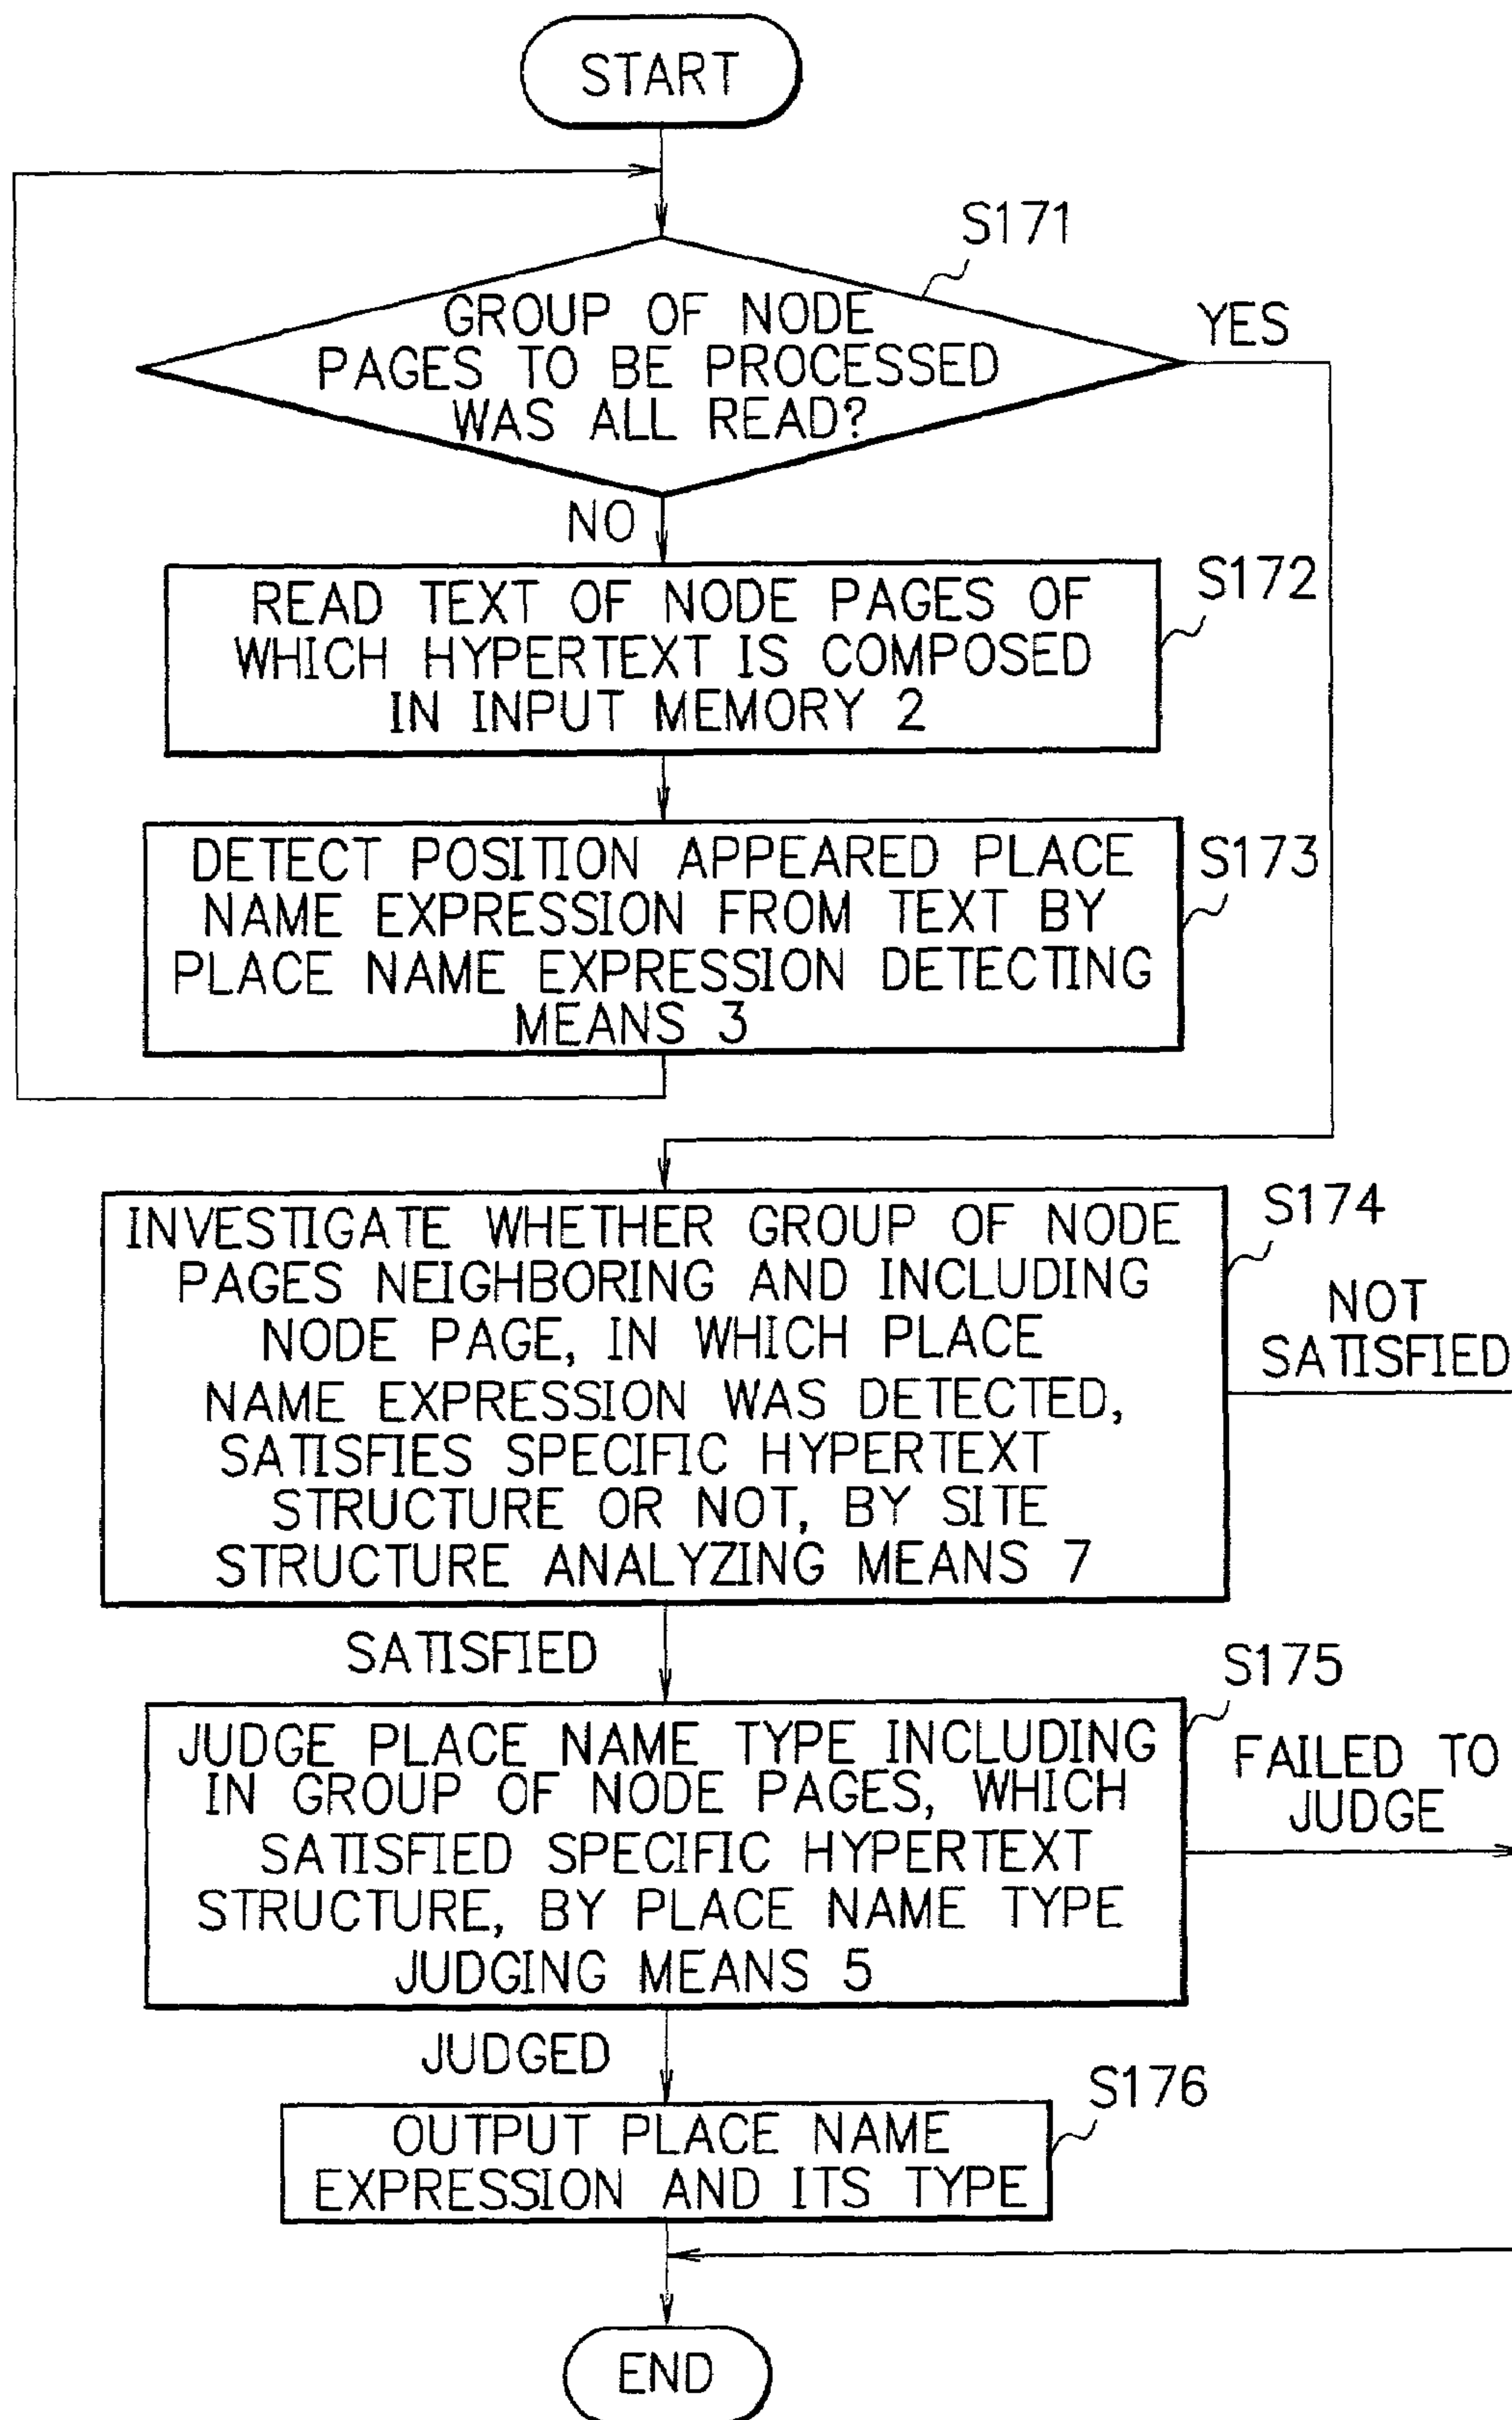 START
S171
GROUP OF NODE
PAGES TO BE PROCESSED
WAS ALL READ?
YES
NO
S172
READ TEXT OF NODE PAGES OF
WHICH HYPERTEXT IS COMPOSED
IN INPUT MEMORY 2
S173
DETECT POSITION APPEARED PLACE
NAME EXPRESSION FROM TEXT BY
PLACE NAME EXPRESSION DETECTING
MEANS 3
S174
INVESTIGATE WHETHER GROUP OF NODE
PAGES NEIGHBORING AND INCLUDING
NODE PAGE, IN WHICH PLACE
NAME EXPRESSION WAS DETECTED,
SATISFIES SPECIFIC HYPERTEXT
STRUCTURE OR NOT, BY SITE
STRUCTURE ANALYZING MEANS 7
NOT
SATISFIED
SATISFIED
S175
JUDGE PLACE NAME TYPE INCLUDING
IN GROUP OF NODE PAGES, WHICH
SATISFIED SPECIFIC HYPERTEXT
STRUCTURE, BY PLACE NAME TYPE
JUDGING MEANS 5
FAILED TO
JUDGE
JUDGED
S176
OUTPUT PLACE NAME
EXPRESSION AND ITS TYPE
END